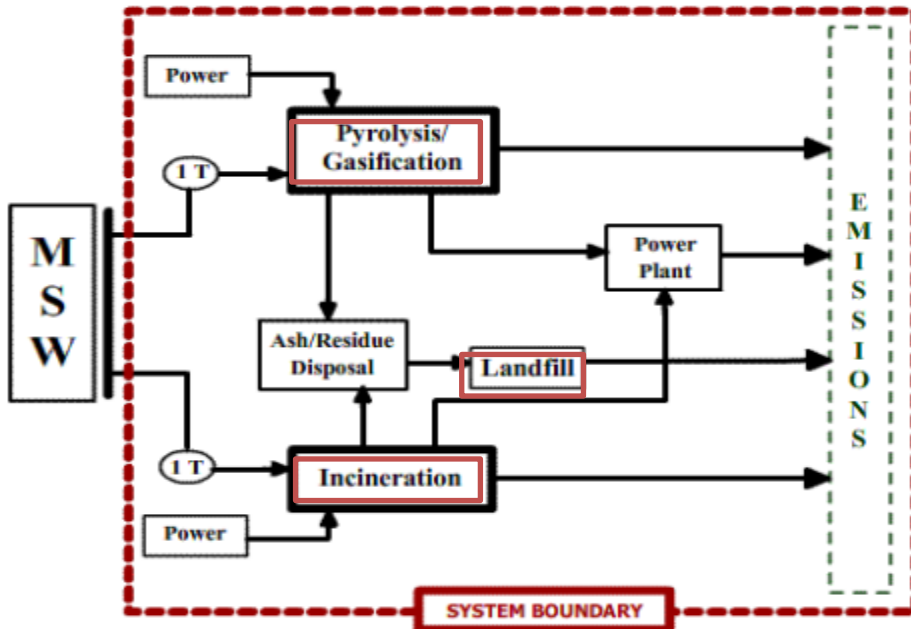 Power
Pyrolysis/
Gasification
1 T
M
S
W
Power
Plant
Ash/Residue
Disposal
Landfill
1 T
Incineration
Power
E
M
I
S
S
I
O
N
S
SYSTEM BOUNDARY